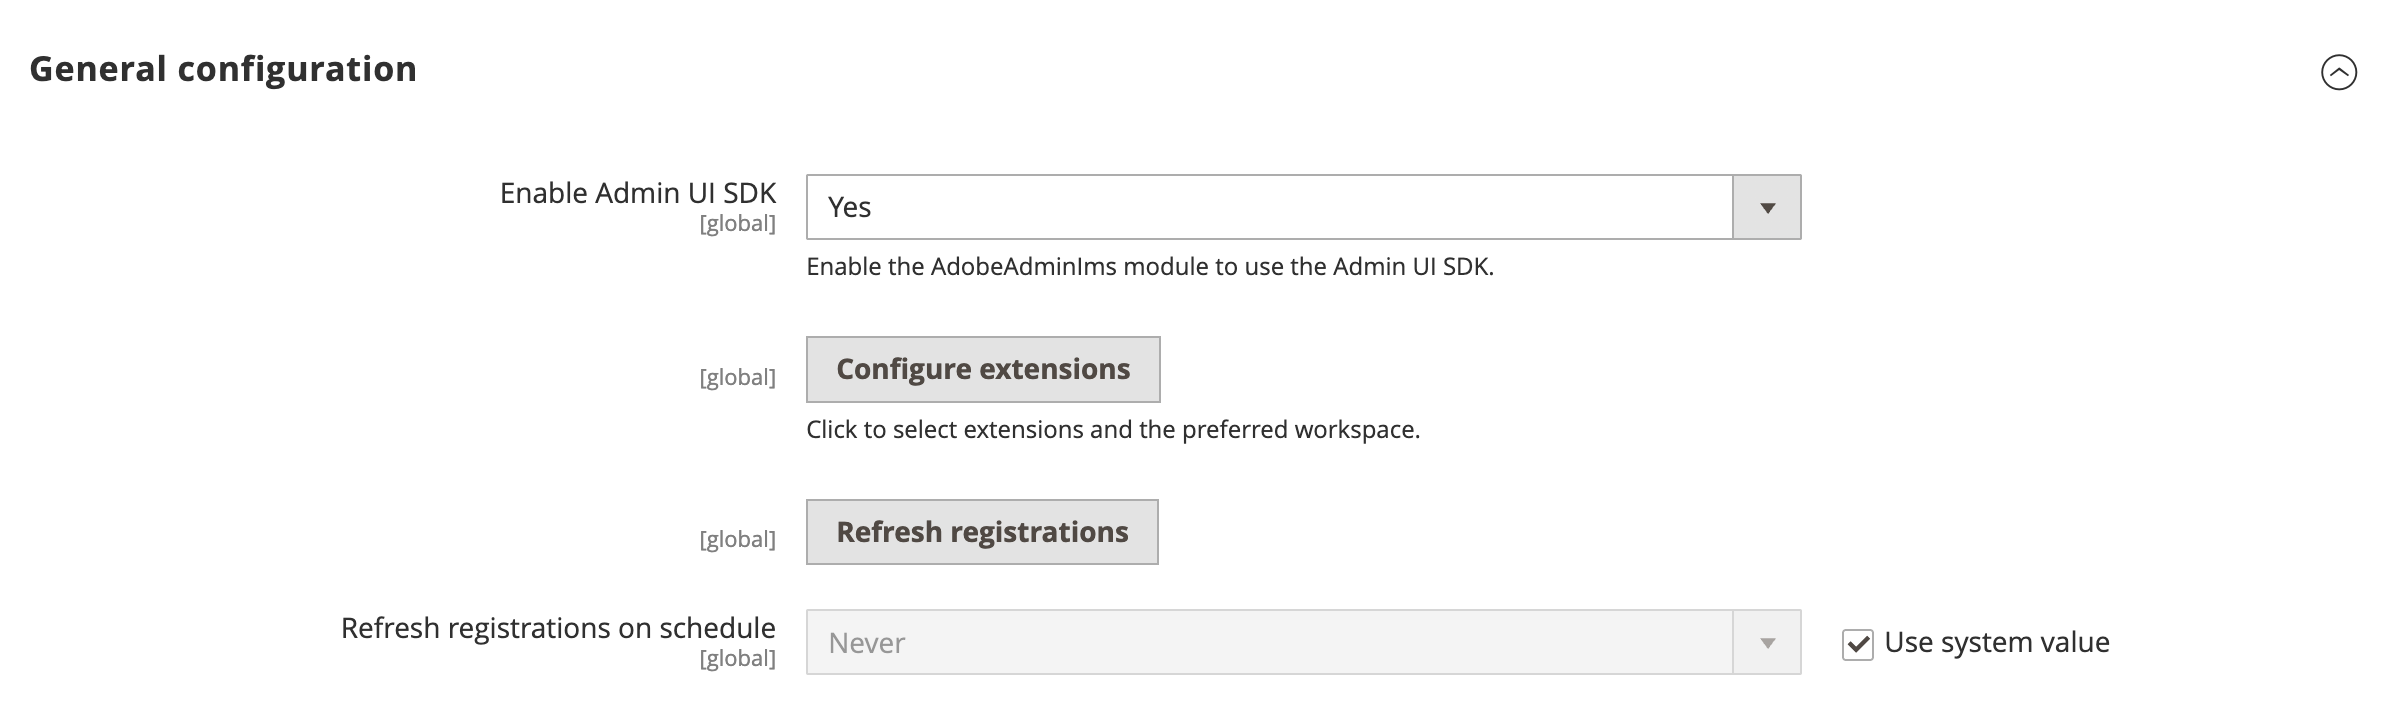 General configuration
Enable Admin UI SDK
[global]
Yes
Enable the AdobeAdminIms module to use the Admin UI SDK.
[global]
Configure extensions
Click to select extensions and the preferred workspace.
[global]
Refresh registrations
Refresh registrations on schedule
[global]
Never
Use system value